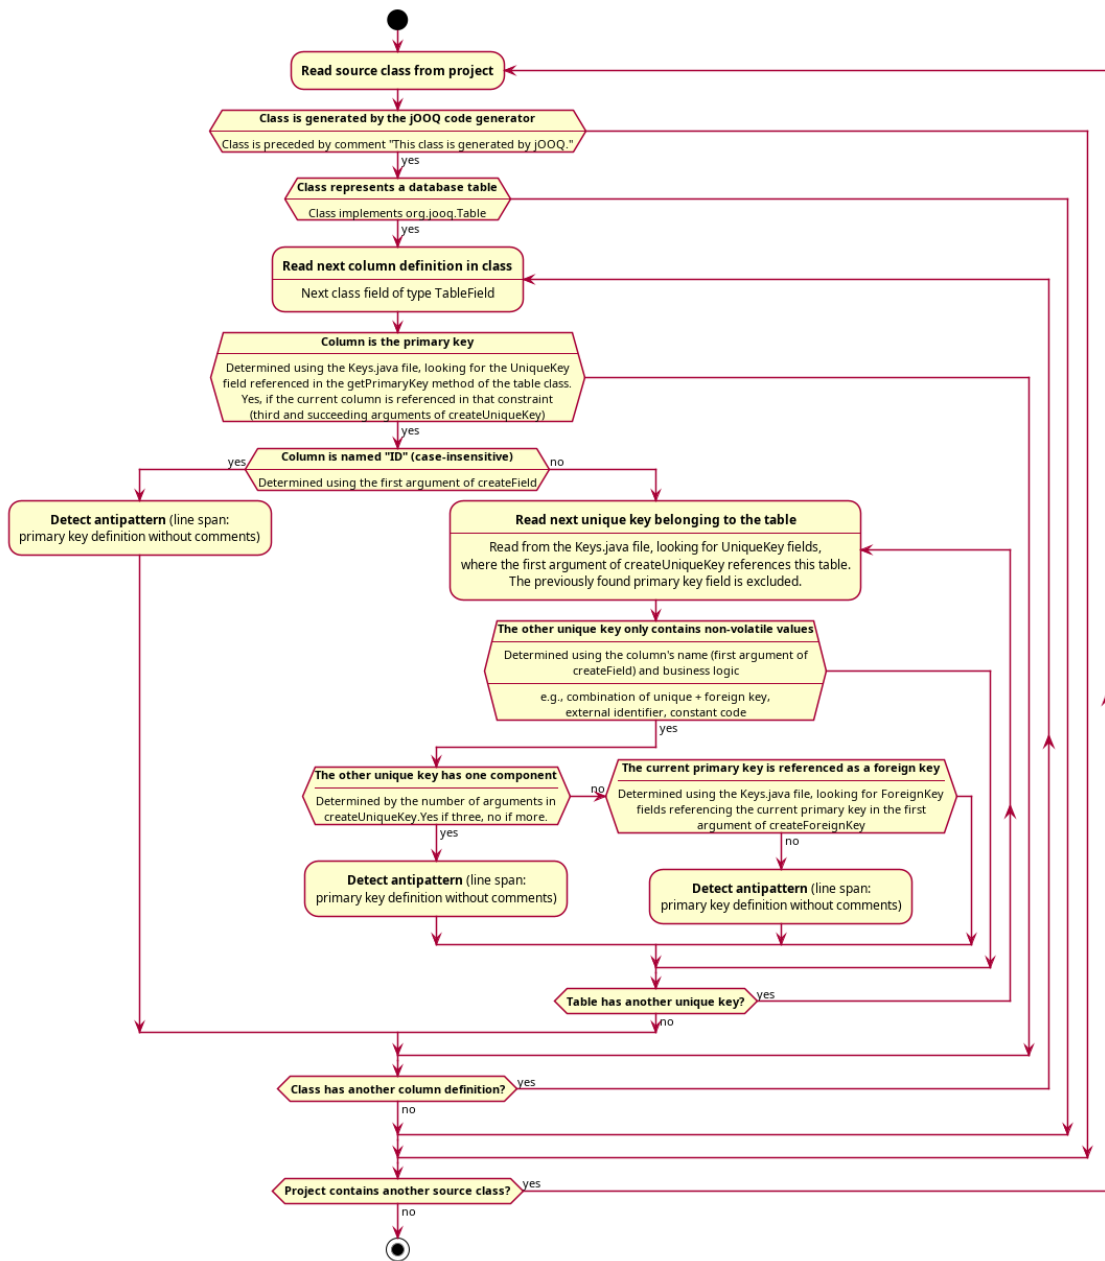 Read source class from project
Class is generated by the jOOQ code generator
Class is preceded by comment "This class is generated by jOOQ."
yes
Class represents a database table
Class implements org.jooq.Table
yes
Read next column definition in class
Next class field of type TableField
Column is the primary key
Determined using the Keys.java file, looking for the UniqueKey
field referenced in the getPrimaryKey method of the table class.
Yes, if the current column is referenced in that constraint
(third and succeeding arguments of createUniqueKey)
yes
yes
Column is named "ID" (case-insensitive)
no
Determined using the first argument of createField
Detect antipattern (line span:
primary key definition without comments)
Read next unique key belonging to the table
Read from the Keys.java file, looking for UniqueKey fields,
where the first argument of createUniqueKey references this table.
The previously found primary key field is excluded.
The other unique key only contains non-volatile values
Determined using the column's name (first argument of
createField) and business logic
e.g., combination of unique + foreign key,
external identifier, constant code
yes
The other unique key has one component
Determined by the number of arguments in
createUniqueKey.Yes if three, no if more.
no
The current primary key is referenced as a foreign key
Determined using the Keys.java file, looking for ForeignKey
fields referencing the current primary key in the first
argument of createForeignKey
yes
no
Detect antipattern (line span:
primary key definition without comments)
Detect antipattern (line span:
primary key definition without comments)
Table has another unique key?
yes
no
Class has another column definition?
yes
no
Project contains another source class?
yes
no